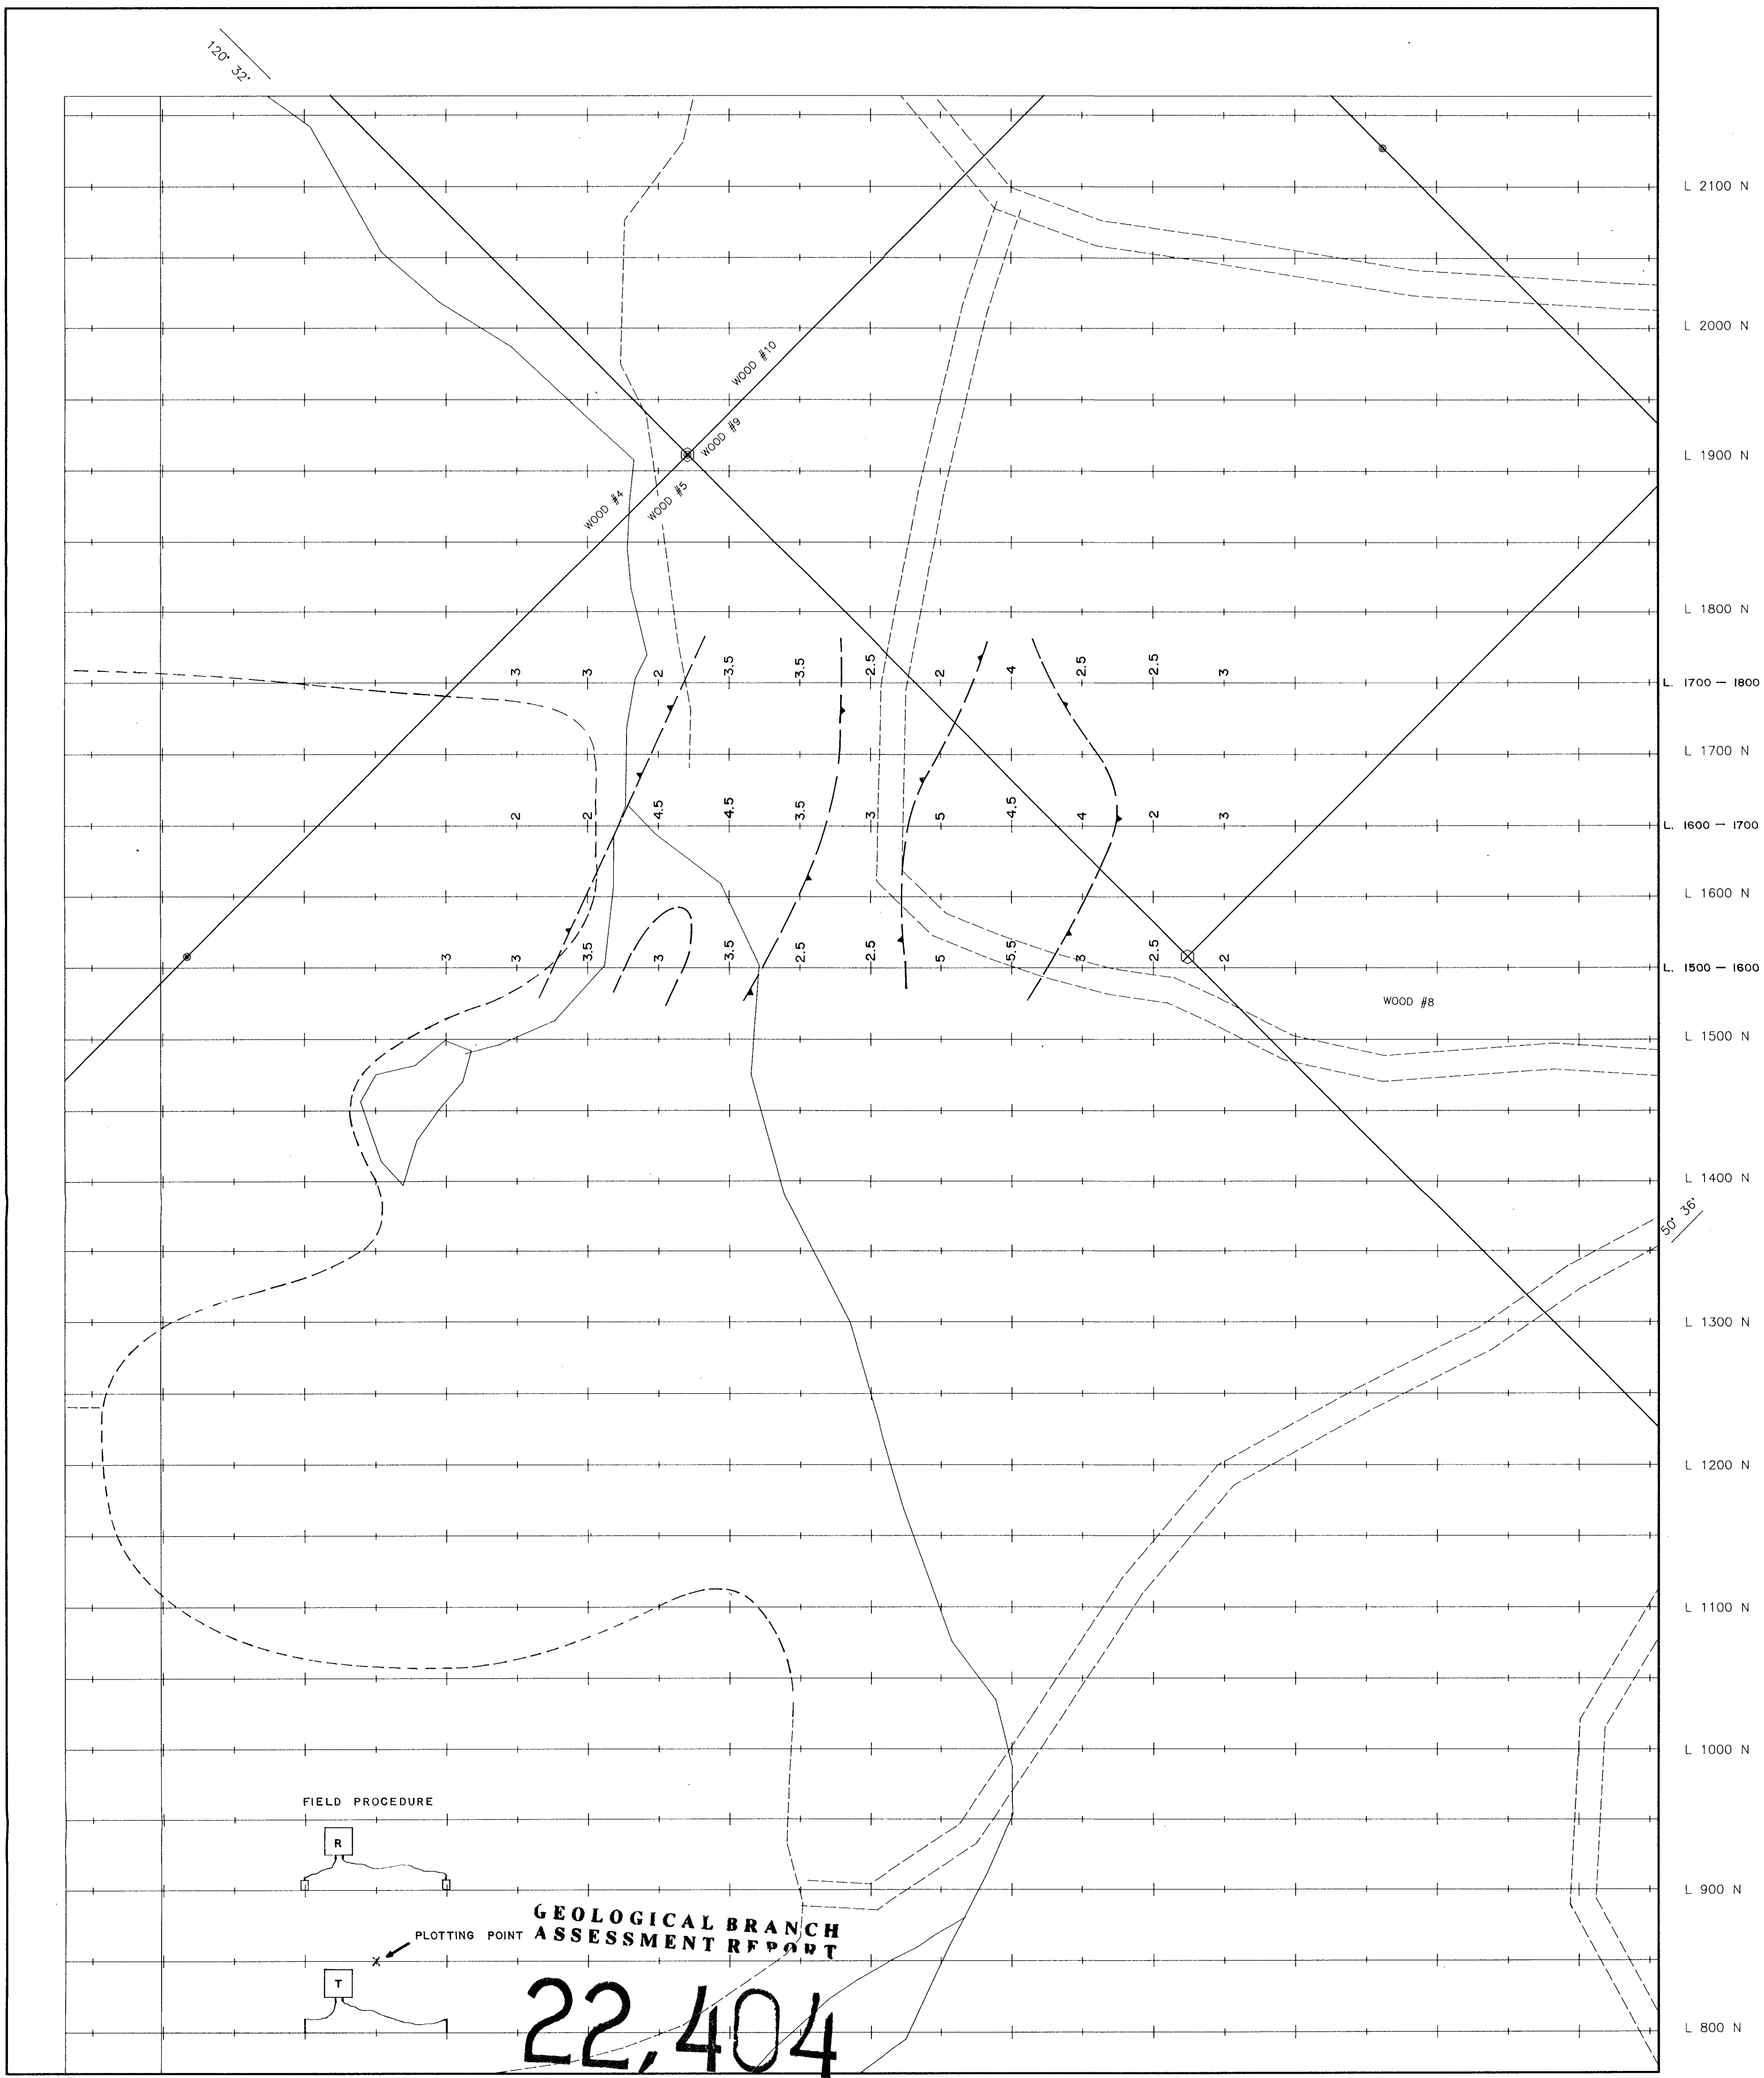 120° 32'
L 2100 N
L 2000 N
WOOD #10
WOOD #9
L 1900 N
WOOD #4
WOOD #5
L 1800 N
3 3 2 3.5 3.5 2.5 2 4 2.5 2.5 3
L. 1700 — 1800
L 1700 N
2 2 4.5 4.5 3.5 3 5 4.5 4 2 3
L. 1600 — 1700
L 1600 N
3 3 3.5 3 3.5 2.5 2.5 5 5.5 3 2.5 2
L. 1500 — 1600
WOOD #8
L 1500 N
L 1400 N
50° 36'
L 1300 N
L 1200 N
L 1100 N
L 1000 N
FIELD PROCEDURE
R
L 900 N
GEOLOGICAL BRANCH
ASSESSMENT REPORT
PLOTTING POINT
X
T
22,404
L 800 N